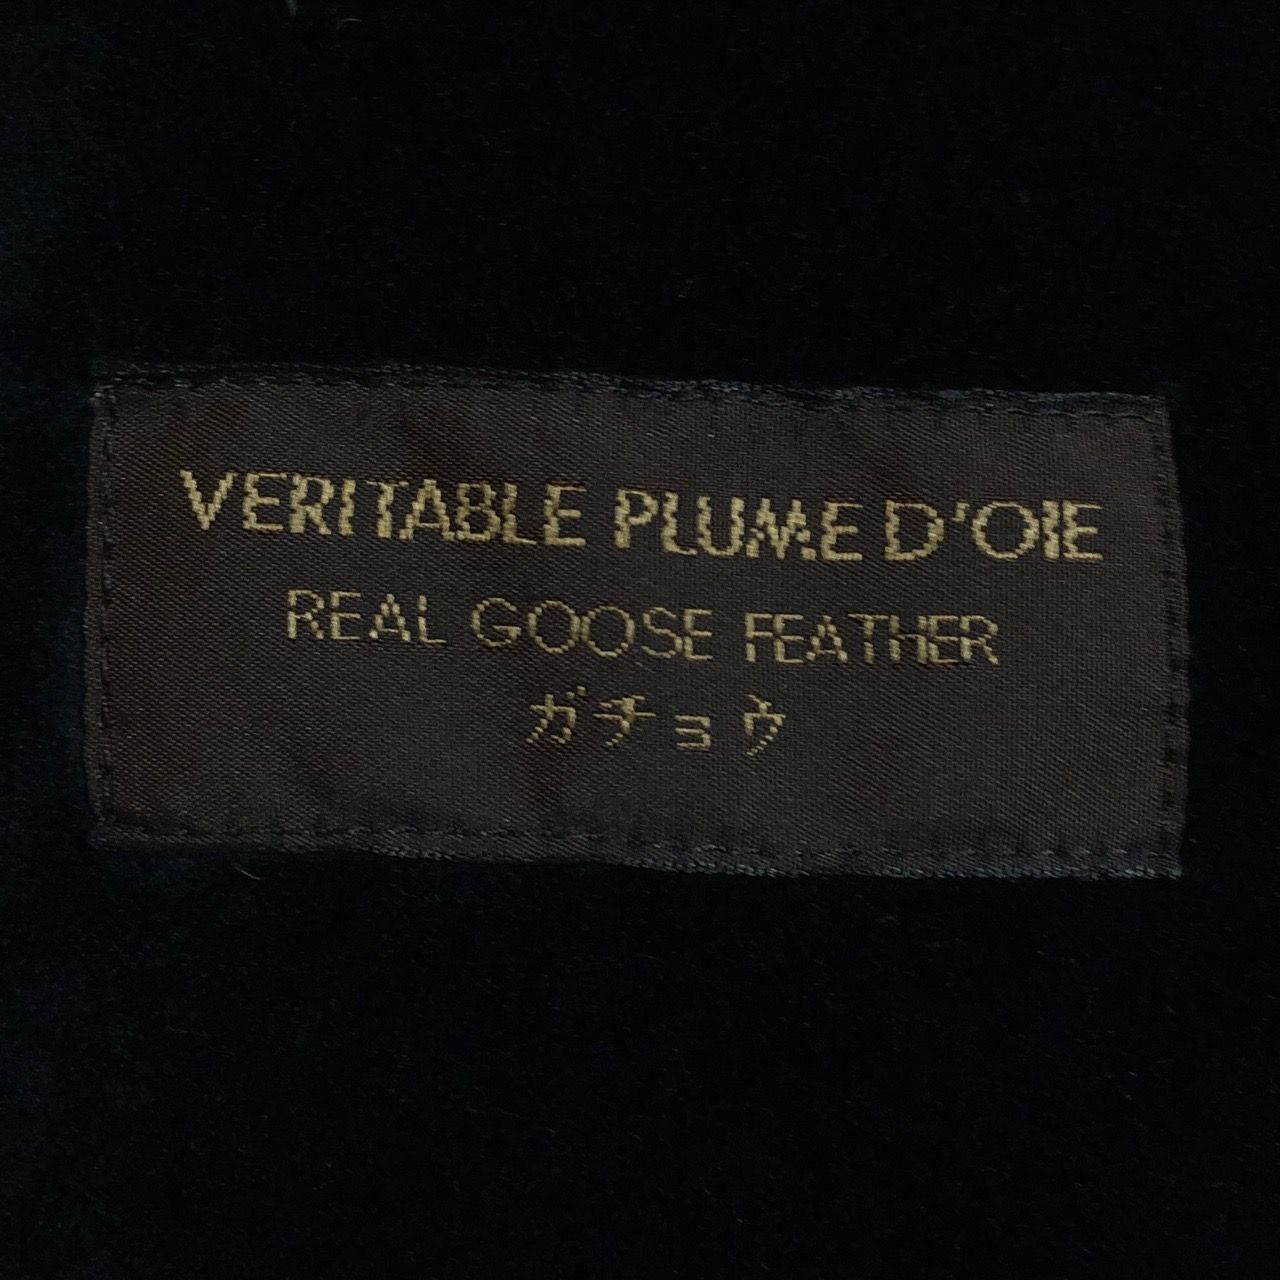 VERITABLE PLUME D'OIE
REAL GOOSE FEATHER
ガチョウ